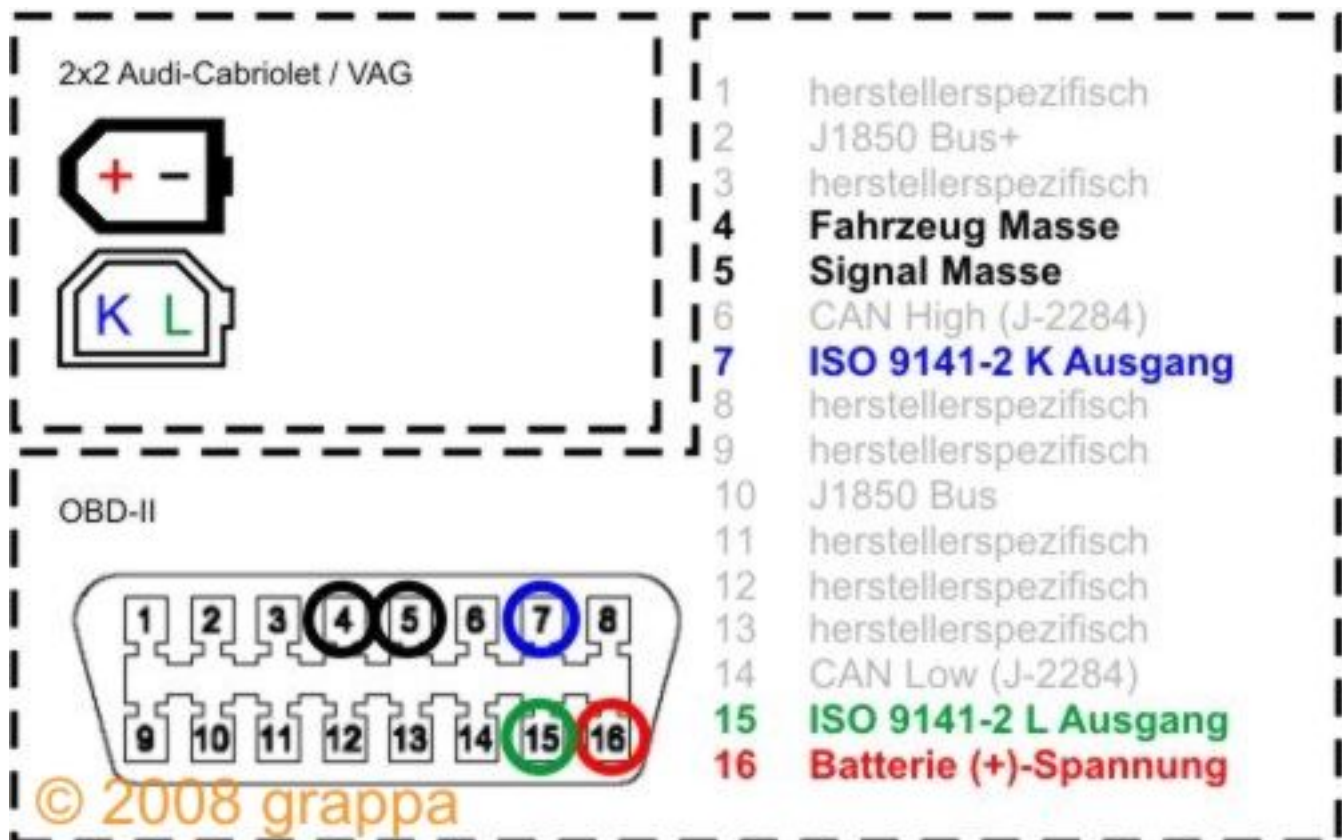 2x2 Audi-Cabriolet / VAG
+ −
K L
1 herstellerspezifisch
2 J1850 Bus+
3 herstellerspezifisch
4 Fahrzeug Masse
5 Signal Masse
6 CAN High (J-2284)
7 ISO 9141-2 K Ausgang
8 herstellerspezifisch
9 herstellerspezifisch
10 J1850 Bus
11 herstellerspezifisch
12 herstellerspezifisch
13 herstellerspezifisch
14 CAN Low (J-2284)
15 ISO 9141-2 L Ausgang
16 Batterie (+)-Spannung
OBD-II
1 2 3 4 5 6 7 8
9 10 11 12 13 14 15 16
© 2008 grappa